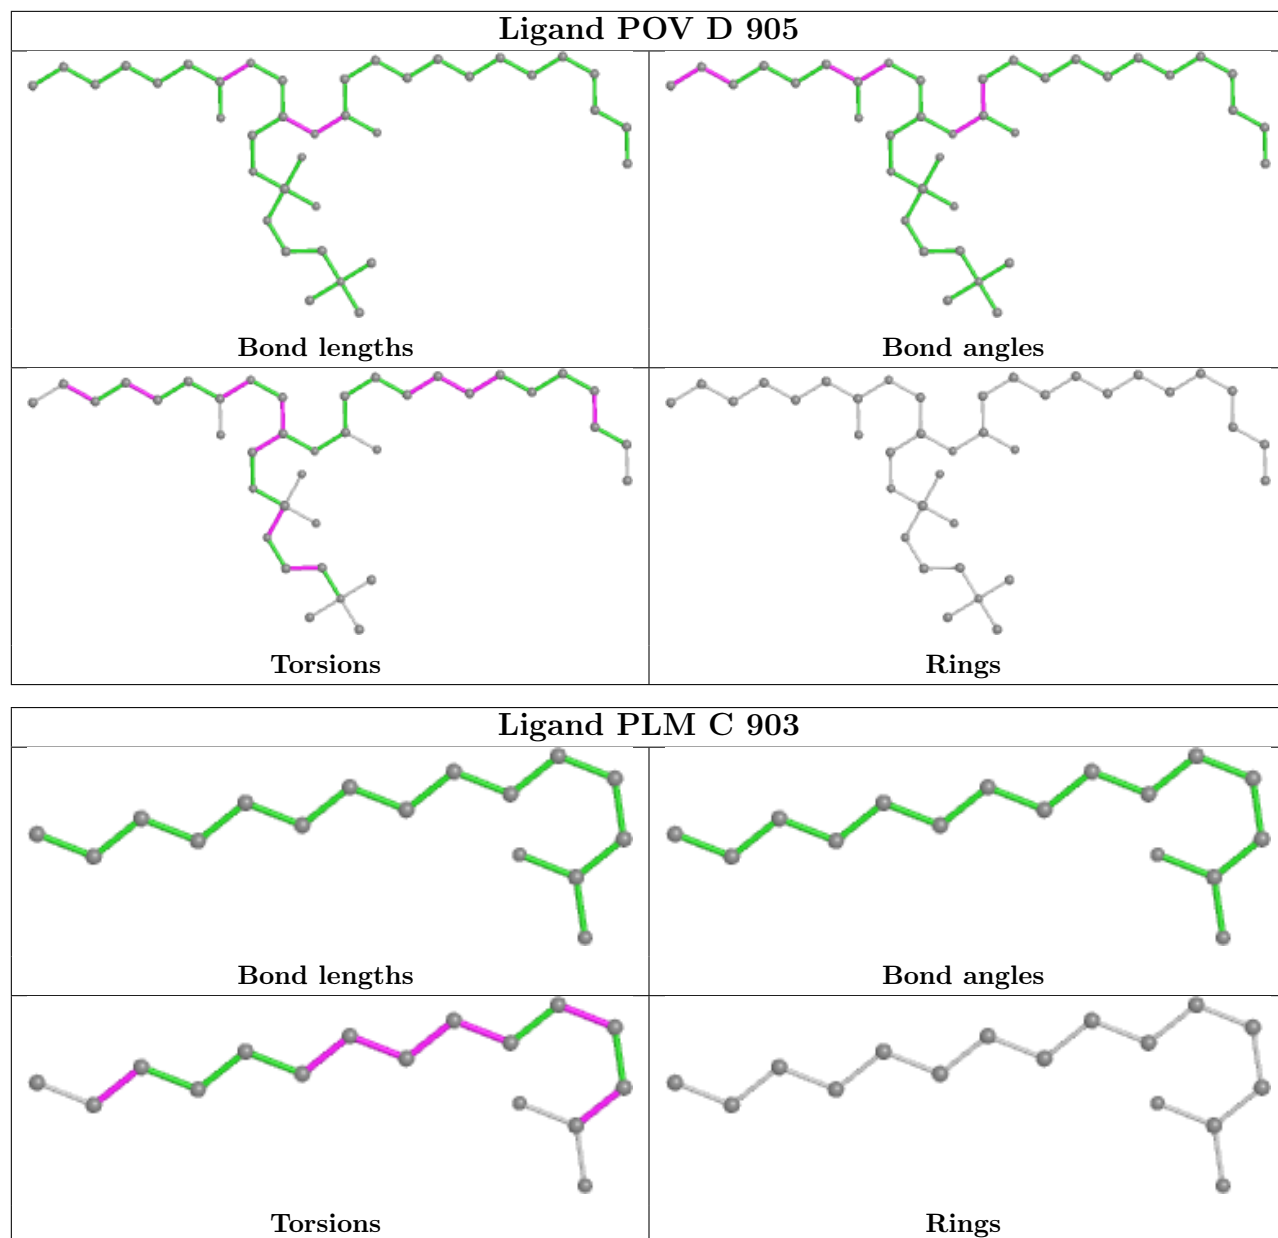 Ligand POV D 905
Bond lengths
Bond angles
Torsions
Rings
Ligand PLM C 903
Bond lengths
Bond angles
Torsions
Rings